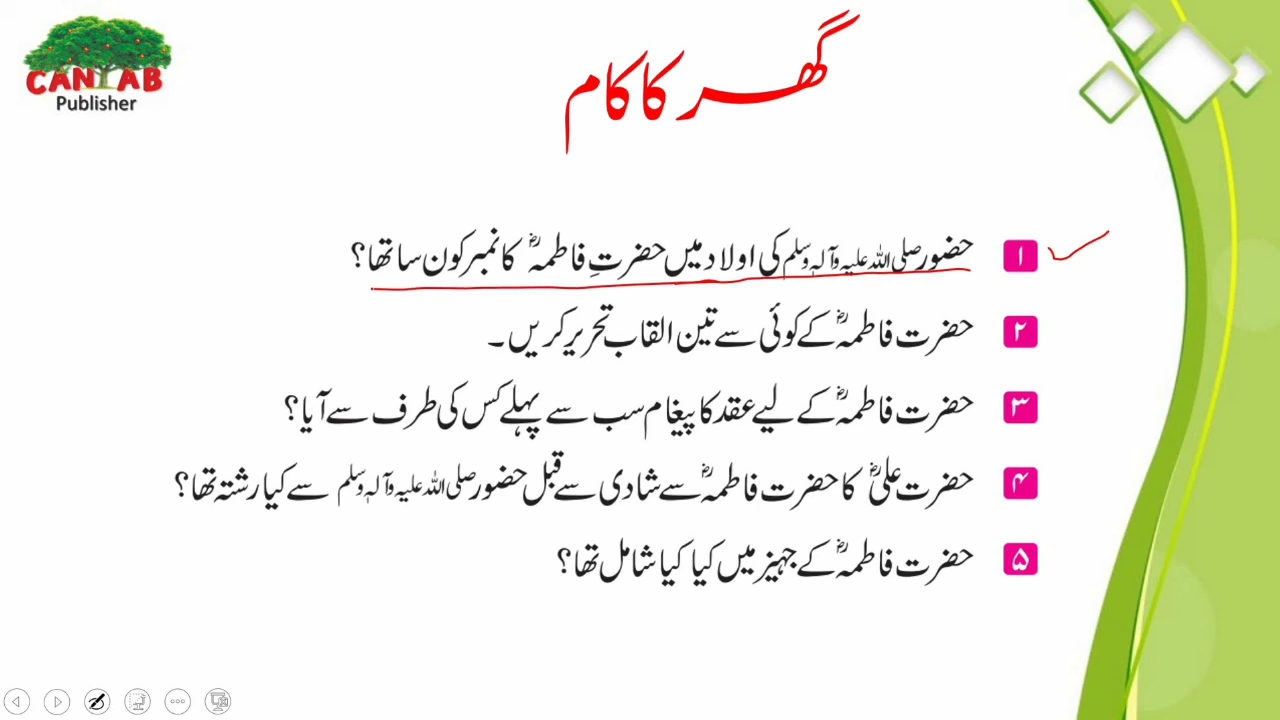 CANTAB
Publisher
گھر کا کام
۱ حضور صلی اللہ علیہ وآلہٖ وسلم کی اولاد میں حضرتِ فاطمہؓ کا نمبر کون سا تھا؟
۲ حضرت فاطمہؓ کے کوئی سے تین القاب تحریر کریں۔
۳ حضرت فاطمہؓ کے لیے عقد کا پیغام سب سے پہلے کس کی طرف سے آیا؟
۴ حضرت علیؓ کا حضرت فاطمہؓ سے شادی سے قبل حضور صلی اللہ علیہ وآلہٖ وسلم سے کیا رشتہ تھا؟
۵ حضرت فاطمہؓ کے جہیز میں کیا کیا شامل تھا؟